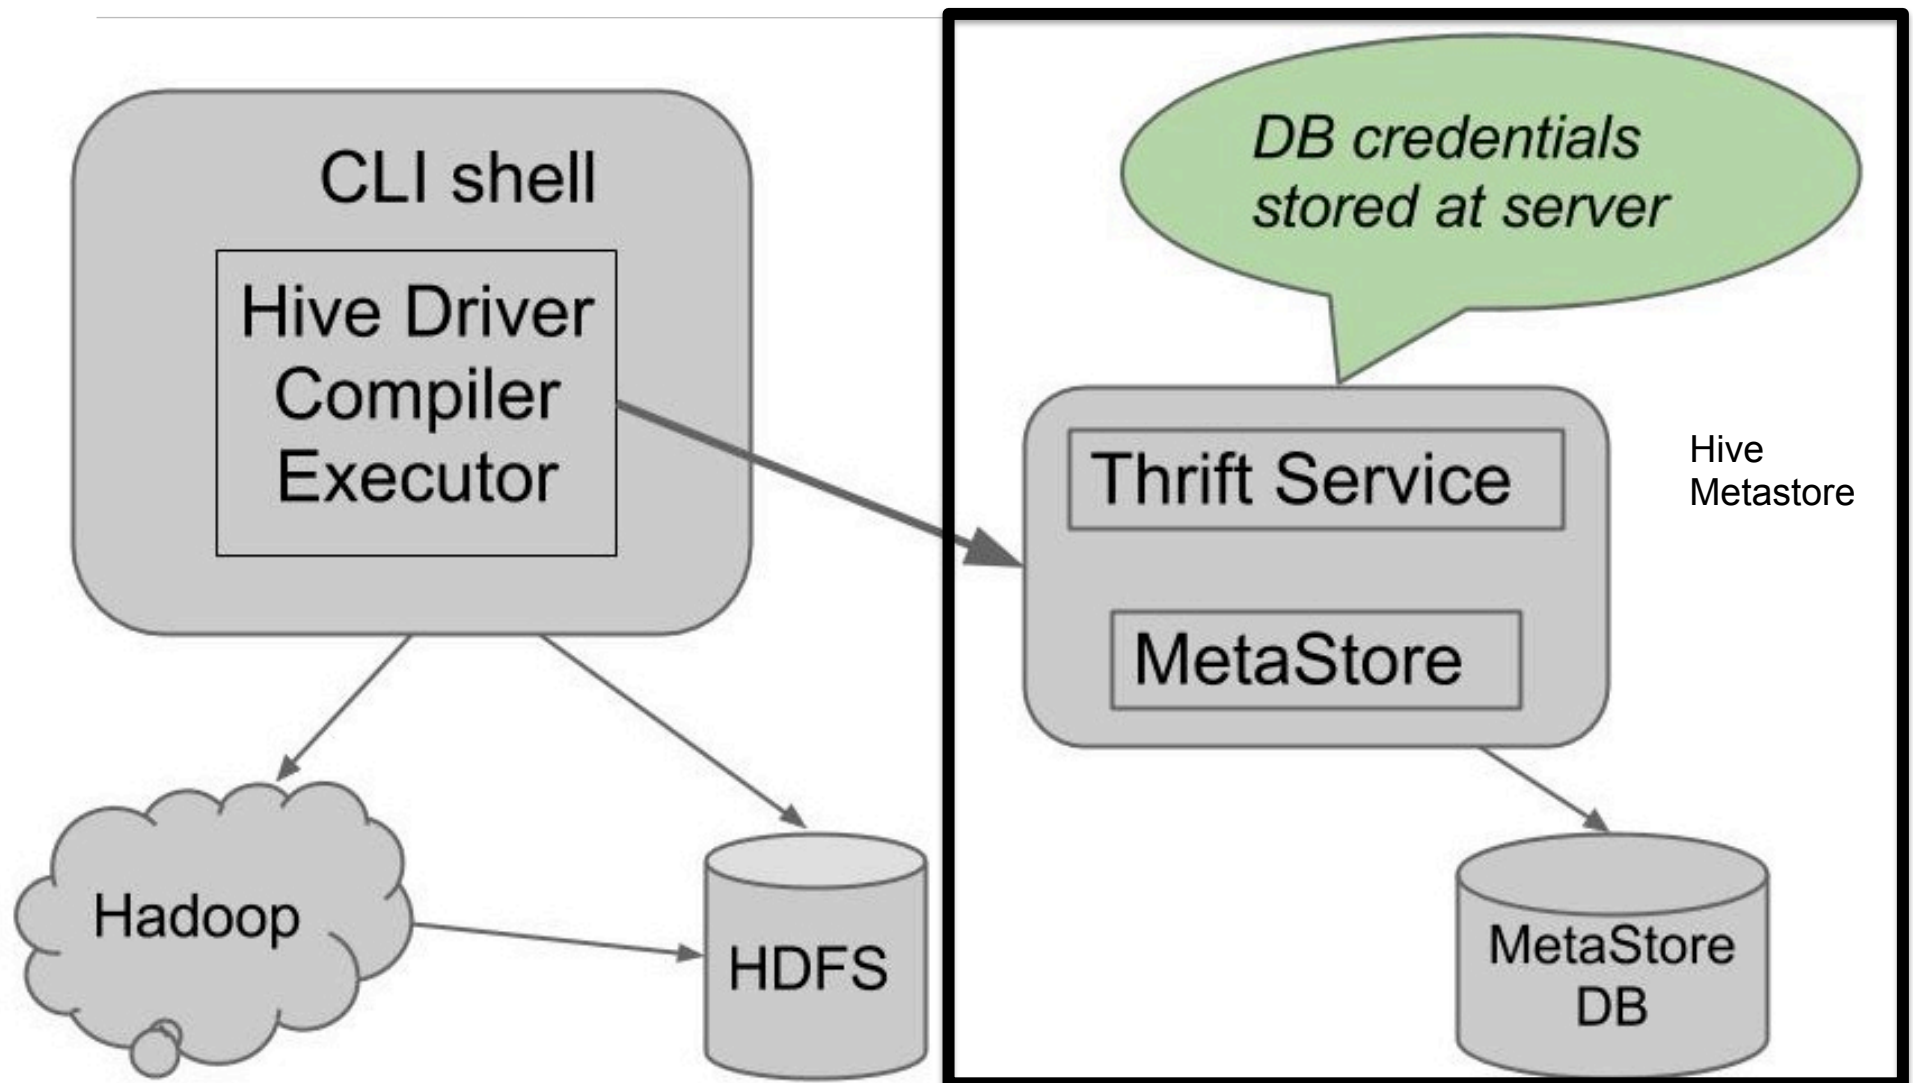 CLI shell
Hive Driver
Compiler
Executor
DB credentials
stored at server
Thrift Service
MetaStore
Hive
Metastore
Hadoop
HDFS
MetaStore
DB